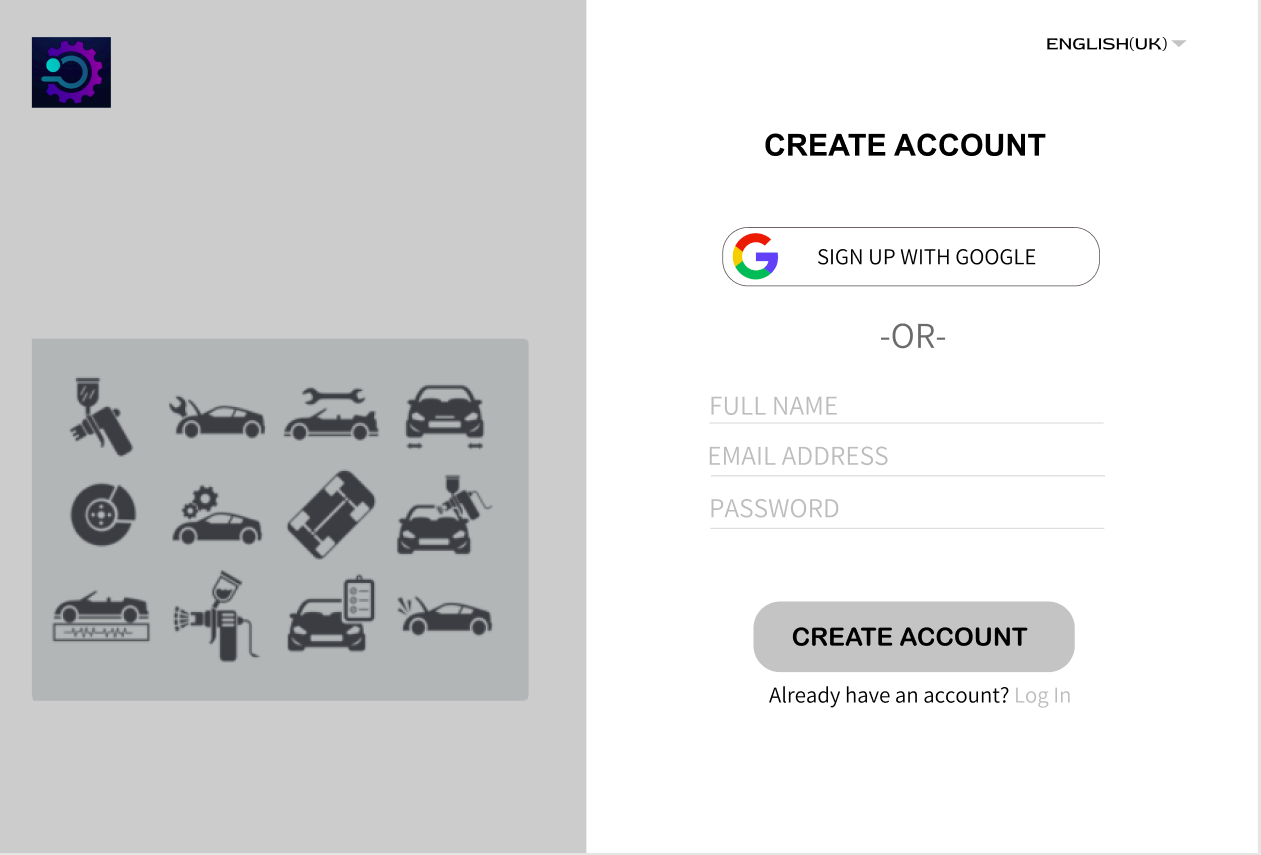 ENGLISH(UK)
CREATE ACCOUNT
SIGN UP WITH GOOGLE
-OR-
FULL NAME
EMAIL ADDRESS
PASSWORD
CREATE ACCOUNT
Already have an account? Log In